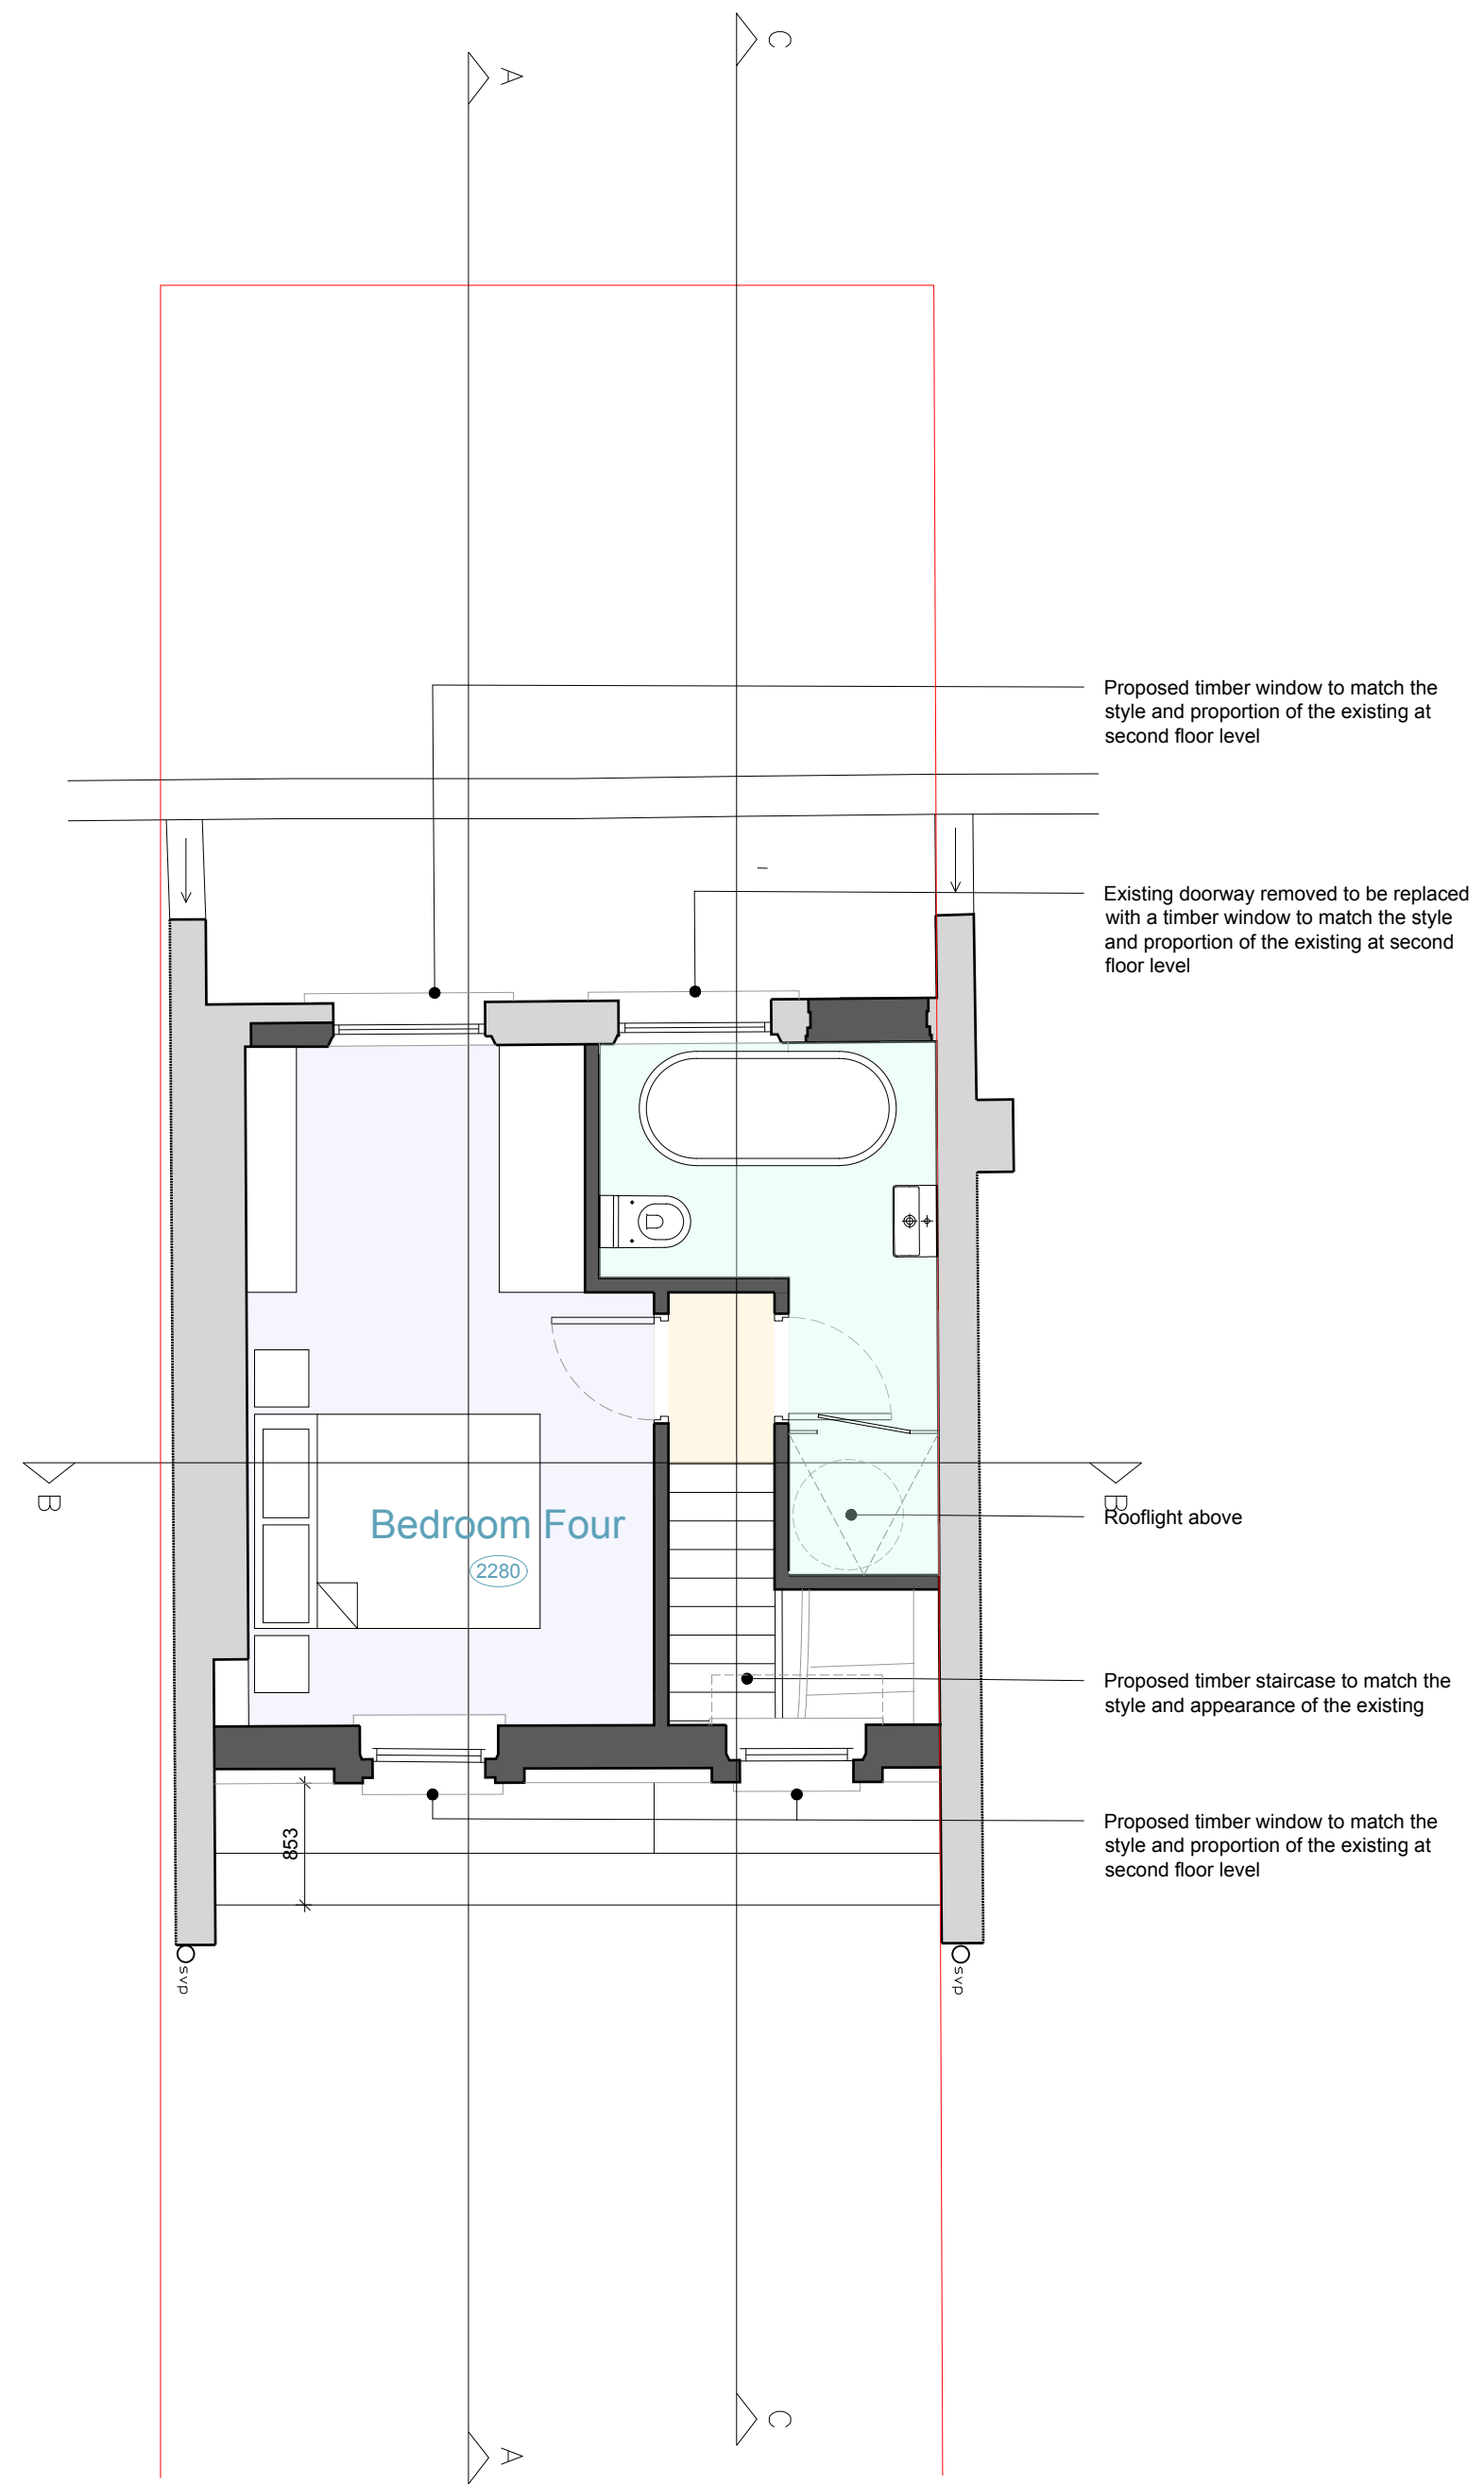 C
A
Proposed timber window to match the
style and proportion of the existing at
second floor level
Existing doorway removed to be replaced
with a timber window to match the style
and proportion of the existing at second
floor level
B
B
Bedroom Four
2280
Rooflight above
Proposed timber staircase to match the
style and appearance of the existing
Proposed timber window to match the
style and proportion of the existing at
second floor level
853
svp
svp
C
A